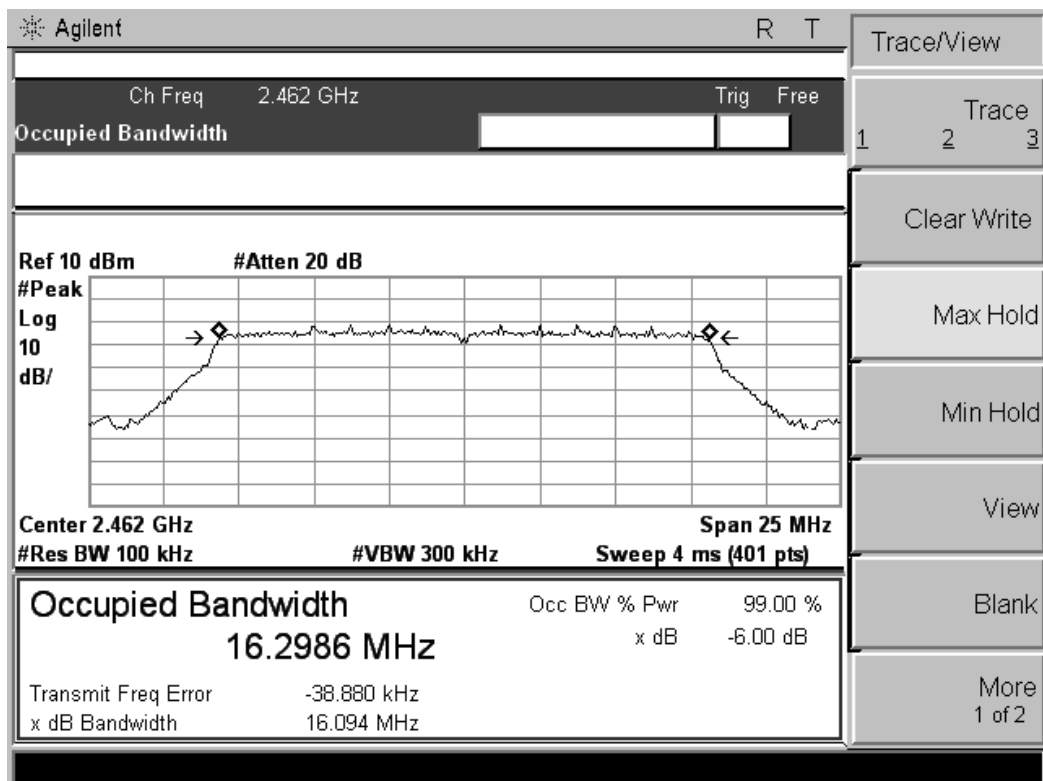 Agilent R T
Trace/View
Ch Freq 2.462 GHz Trig Free
Occupied Bandwidth
Trace
1 2 3
Clear Write
Max Hold
Min Hold
View
Blank
More
1 of 2
Ref 10 dBm #Atten 20 dB
#Peak
Log
10
dB/
Center 2.462 GHz Span 25 MHz
#Res BW 100 kHz #VBW 300 kHz Sweep 4 ms (401 pts)
Occupied Bandwidth
16.2986 MHz
Occ BW % Pwr 99.00 %
x dB -6.00 dB
Transmit Freq Error -38.880 kHz
x dB Bandwidth 16.094 MHz